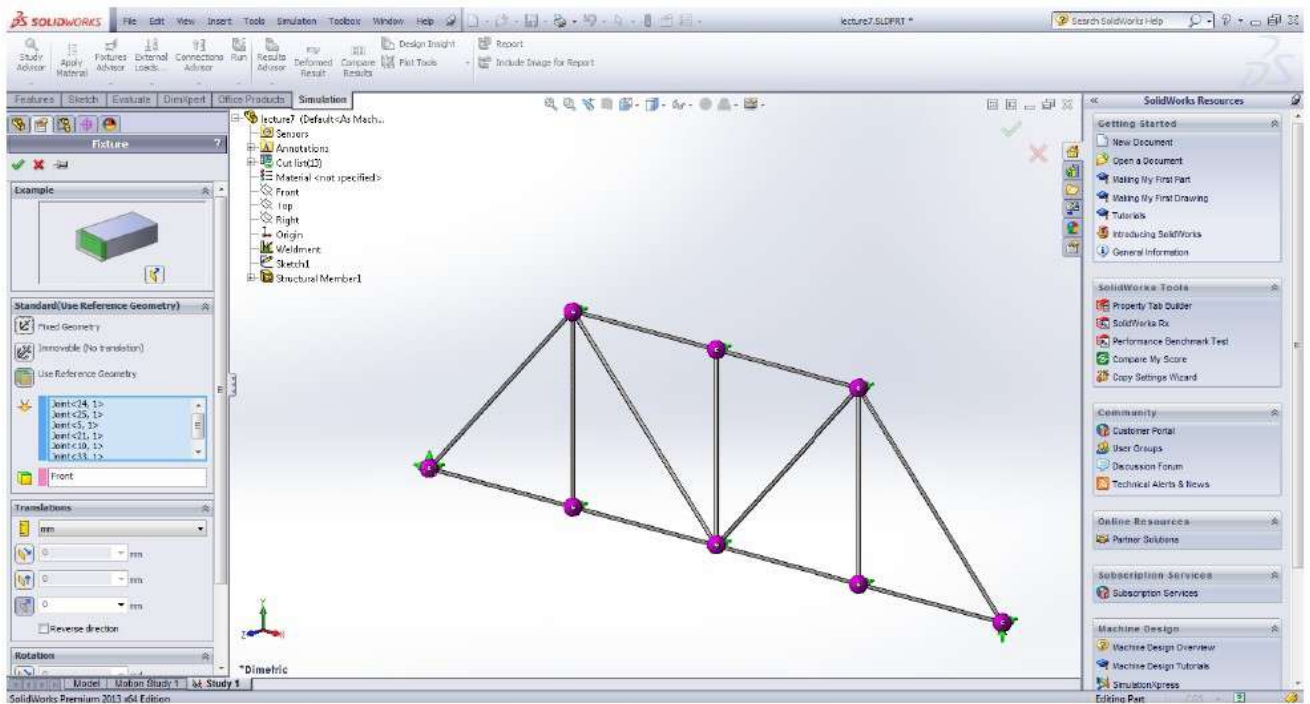 SOLIDWORKS File Edit View Insert Tools Simulation Toolbox Window Help lecture7.SLDPRT * Search SolidWorks Help
Study Advisor
Apply Material
Fixtures Advisor
External Loads...
Connections Advisor
Run
Results Advisor
Deformed Result
Compare Results
Design Insight
Plot Tools
Report
Include Image for Report
Features Sketch Evaluate DimXpert Office Products Simulation
Fixture ?
Example
Standard(Use Reference Geometry)
Fixed Geometry
Immovable (No translation)
Use Reference Geometry
Joint<24, 1>
Joint<25, 1>
Joint<5, 1>
Joint<21, 1>
Joint<10, 1>
Joint<33, 1>
Front
Translations
mm
0 mm
0 mm
0 mm
Reverse direction
Rotation
lecture7 (Default<As Mach...
Sensors
Annotations
Cut list(13)
Material <not specified>
Front
Top
Right
Origin
Weldment
Sketch1
Structural Member1
Y
Z
X
*Dimetric
Model Motion Study 1 Study 1
SolidWorks Premium 2013 x64 Edition
Editing Part
SolidWorks Resources
Getting Started
New Document
Open a Document
Making My First Part
Making My First Drawing
Tutorials
Introducing SolidWorks
General Information
SolidWorks Tools
Property Tab Builder
SolidWorks Rx
Performance Benchmark Test
Compare My Score
Copy Settings Wizard
Community
Customer Portal
User Groups
Discussion Forum
Technical Alerts & News
Online Resources
Partner Solutions
Subscription Services
Subscription Services
Machine Design
Machine Design Overview
Machine Design Tutorials
SimulationXpress